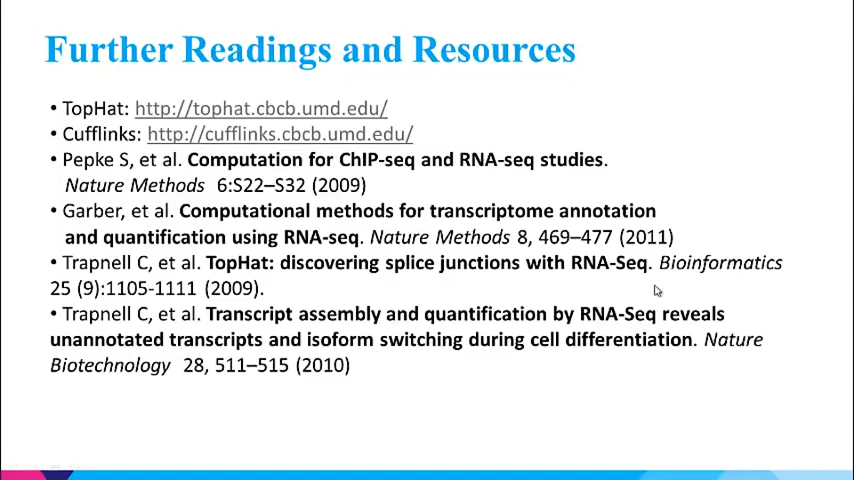 Further Readings and Resources
• TopHat: http://tophat.cbcb.umd.edu/
• Cufflinks: http://cufflinks.cbcb.umd.edu/
• Pepke S, et al. Computation for ChIP-seq and RNA-seq studies.
Nature Methods 6:S22–S32 (2009)
• Garber, et al. Computational methods for transcriptome annotation
and quantification using RNA-seq. Nature Methods 8, 469–477 (2011)
• Trapnell C, et al. TopHat: discovering splice junctions with RNA-Seq. Bioinformatics
25 (9):1105-1111 (2009).
• Trapnell C, et al. Transcript assembly and quantification by RNA-Seq reveals
unannotated transcripts and isoform switching during cell differentiation. Nature
Biotechnology 28, 511–515 (2010)